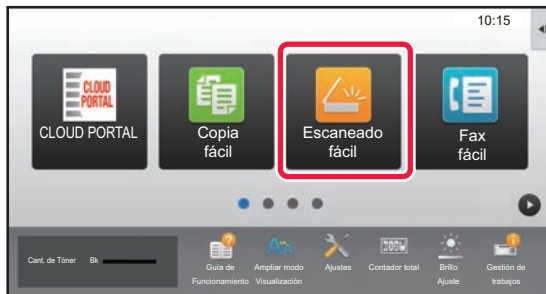 10:15
CLOUD
PORTAL
CLOUD PORTAL
Copia
fácil
Escaneado
fácil
Fax
fácil
Cant. de Tóner Bk
Guía de
Funcionamiento
Ampliar modo
Visualización
Ajustes
Contador total
Brillo
Ajuste
Gestión de
trabajos